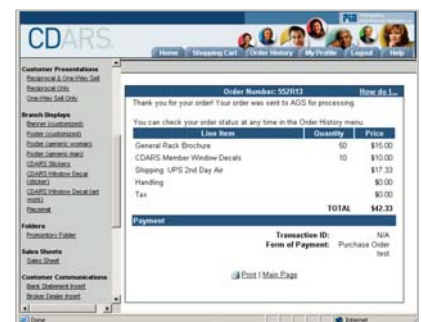 CDARS
Home Shopping Cart Order History My Profile Logout Help
Customer Presentations
Reciprocal & One-Way Sell
Reciprocal Only
One-Way Sell Only
Branch Displays
Banner (customized)
Poster (customized)
Poster (generic woman)
Poster (generic man)
CDARS Stickers
CDARS Window Decal (sticker)
CDARS Window Decal (art work)
Placemat
Folders
Promontory Folder
Sales Sheets
Sales Sheet
Customer Communications
Bank Statement Insert
Broker Dealer Insert
Order Number: 552R13 How do I...
Thank you for your order! Your order was sent to AGS for processing.
You can check your order status at any time in the Order History menu.
Line Item Quantity Price
General Rack Brochure 50 $15.00
CDARS Member Window Decals 10 $10.00
Shipping: UPS 2nd Day Air $17.33
Handling $0.00
Tax $0.00
TOTAL $42.33
Payment
Transaction ID: N/A
Form of Payment: Purchase Order
test
Print | Main Page
Done Internet